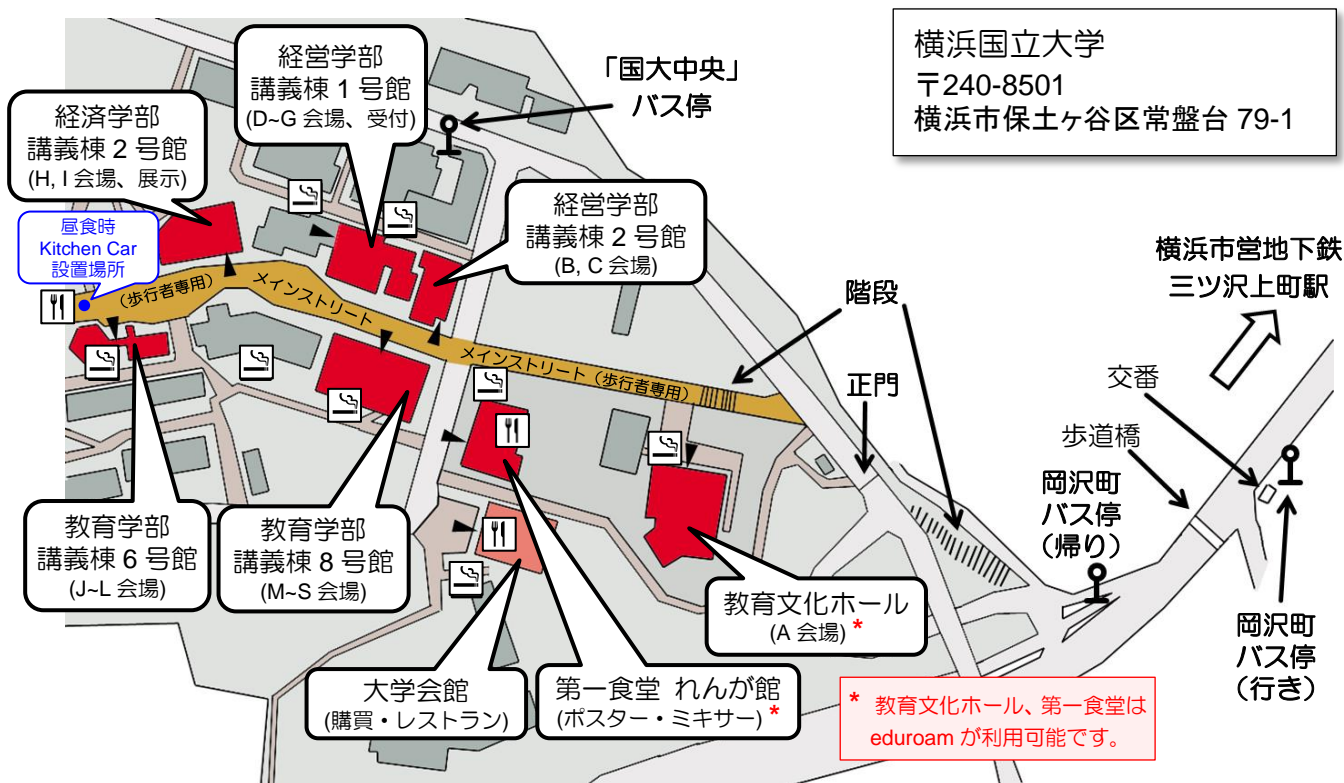 横浜国立大学
〒240-8501
横浜市保土ヶ谷区常盤台 79-1
経営学部
講義棟 1 号館
(D~G 会場、受付)
「国大中央」
バス停
経済学部
講義棟 2 号館
(H, I 会場、展示)
経営学部
講義棟 2 号館
(B, C 会場)
昼食時
Kitchen Car
設置場所
(歩行者専用)
メインストリート
メインストリート (歩行者専用)
階段
正門
横浜市営地下鉄
三ツ沢上町駅
交番
歩道橋
岡沢町
バス停
(帰り)
岡沢町
バス停
(行き)
教育学部
講義棟 6 号館
(J~L 会場)
教育学部
講義棟 8 号館
(M~S 会場)
教育文化ホール
(A 会場) *
大学会館
(購買・レストラン)
第一食堂 れんが館
(ポスター・ミキサー) *
* 教育文化ホール、第一食堂は
eduroam が利用可能です。